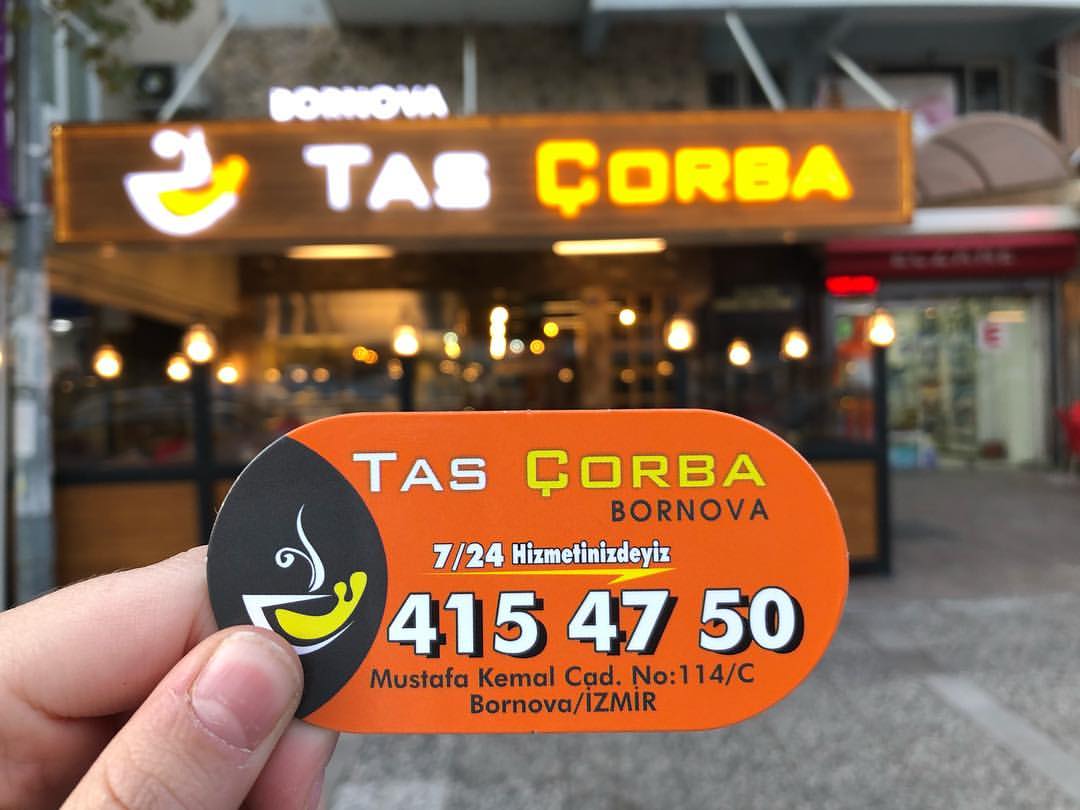 BORNOVA
TAS ÇORBA
ECZANE
E
TAS ÇORBA
BORNOVA
7/24 Hizmetinizdeyiz
415 47 50
Mustafa Kemal Cad. No:114/C
Bornova/İZMİR